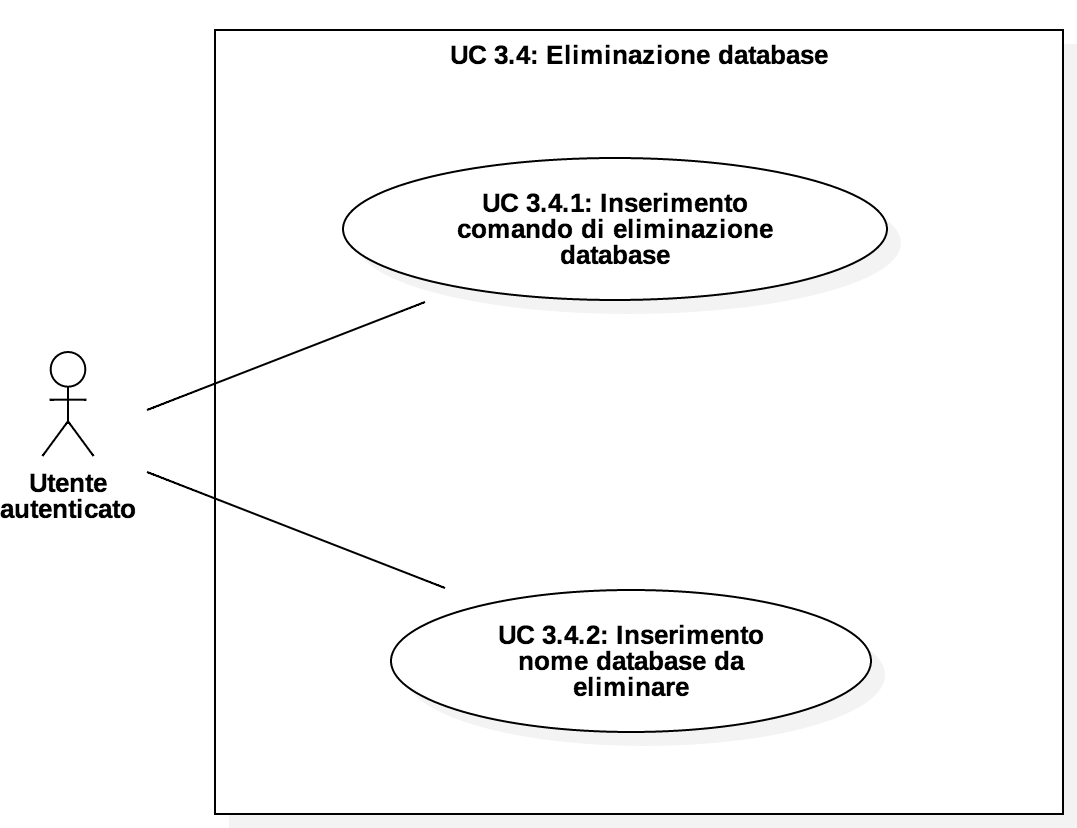 UC 3.4: Eliminazione database
UC 3.4.1: Inserimento
comando di eliminazione
database
Utente
autenticato
UC 3.4.2: Inserimento
nome database da
eliminare